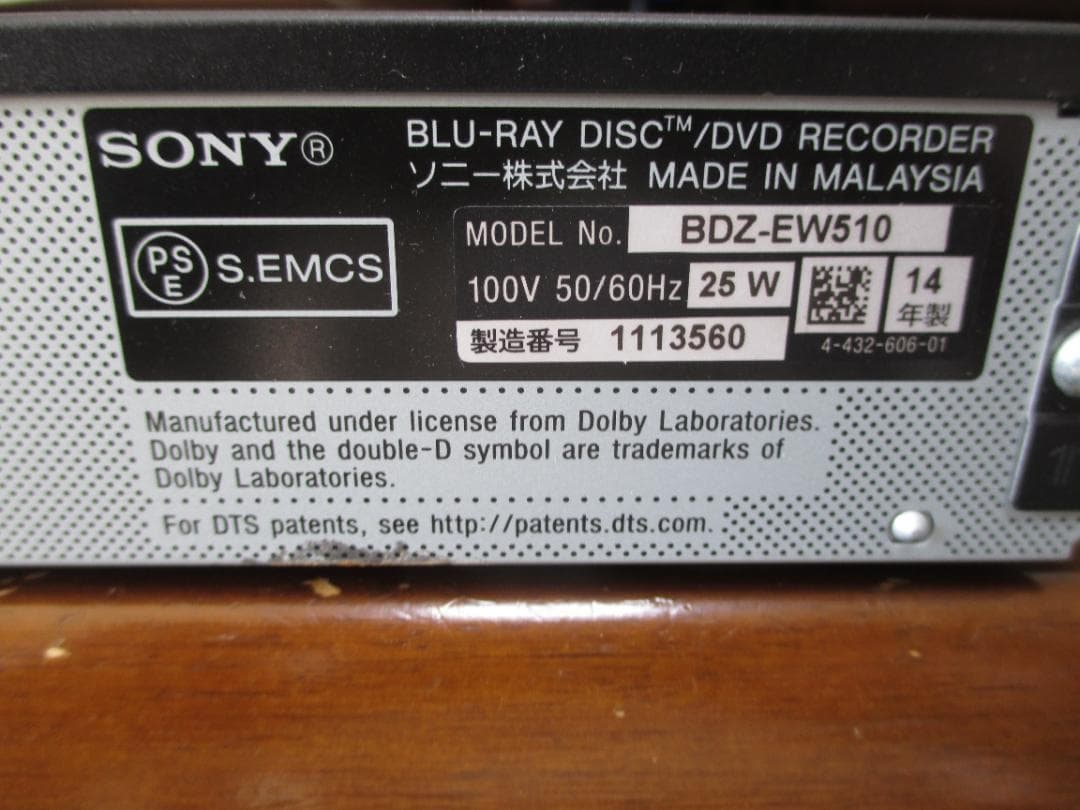 SONY®
BLU-RAY DISC™/DVD RECORDER
ソニー株式会社 MADE IN MALAYSIA
PSE S.EMCS
MODEL No. BDZ-EW510
100V 50/60Hz 25 W
14
年製
製造番号 1113560
4-432-606-01
Manufactured under license from Dolby Laboratories.
Dolby and the double-D symbol are trademarks of
Dolby Laboratories.
For DTS patents, see http://patents.dts.com.